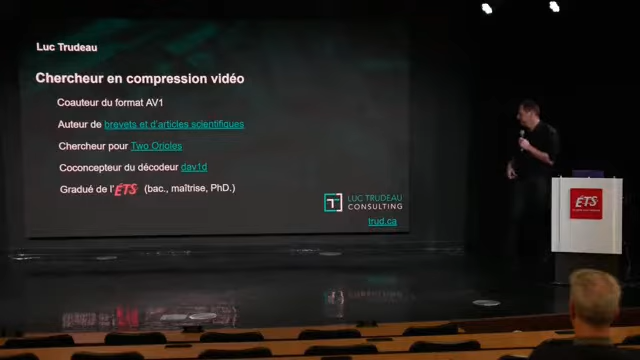 Luc Trudeau
Chercheur en compression vidéo
Coauteur du format AV1
Auteur de brevets et d'articles scientifiques
Chercheur pour Two Orioles
Coconcepteur du décodeur dav1d
Gradué de l'ÉTS (bac., maîtrise, PhD.)
LUC TRUDEAU
CONSULTING
trud.ca
ÉTS